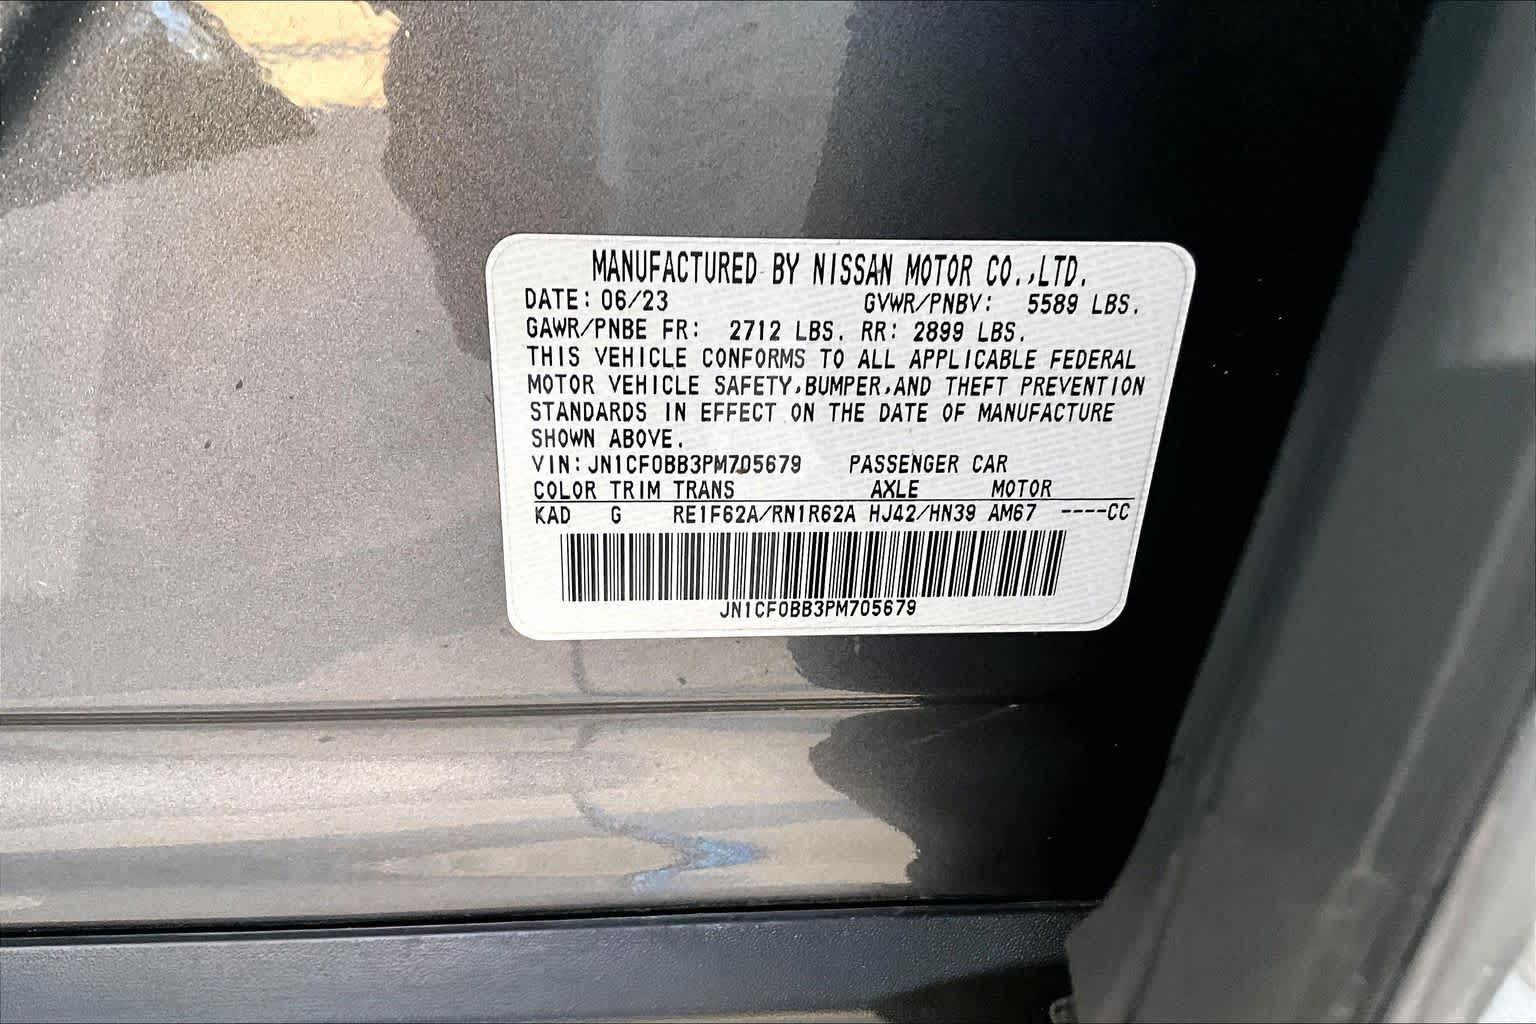 MANUFACTURED BY NISSAN MOTOR CO.,LTD.
DATE: 06/23 GVWR/PNBV: 5589 LBS.
GAWR/PNBE FR: 2712 LBS. RR: 2899 LBS.
THIS VEHICLE CONFORMS TO ALL APPLICABLE FEDERAL
MOTOR VEHICLE SAFETY,BUMPER,AND THEFT PREVENTION
STANDARDS IN EFFECT ON THE DATE OF MANUFACTURE
SHOWN ABOVE.
VIN: JN1CF0BB3PM705679 PASSENGER CAR
COLOR TRIM TRANS AXLE MOTOR
KAD G RE1F62A/RN1R62A HJ42/HN39 AM67 ----CC
JN1CF0BB3PM705679